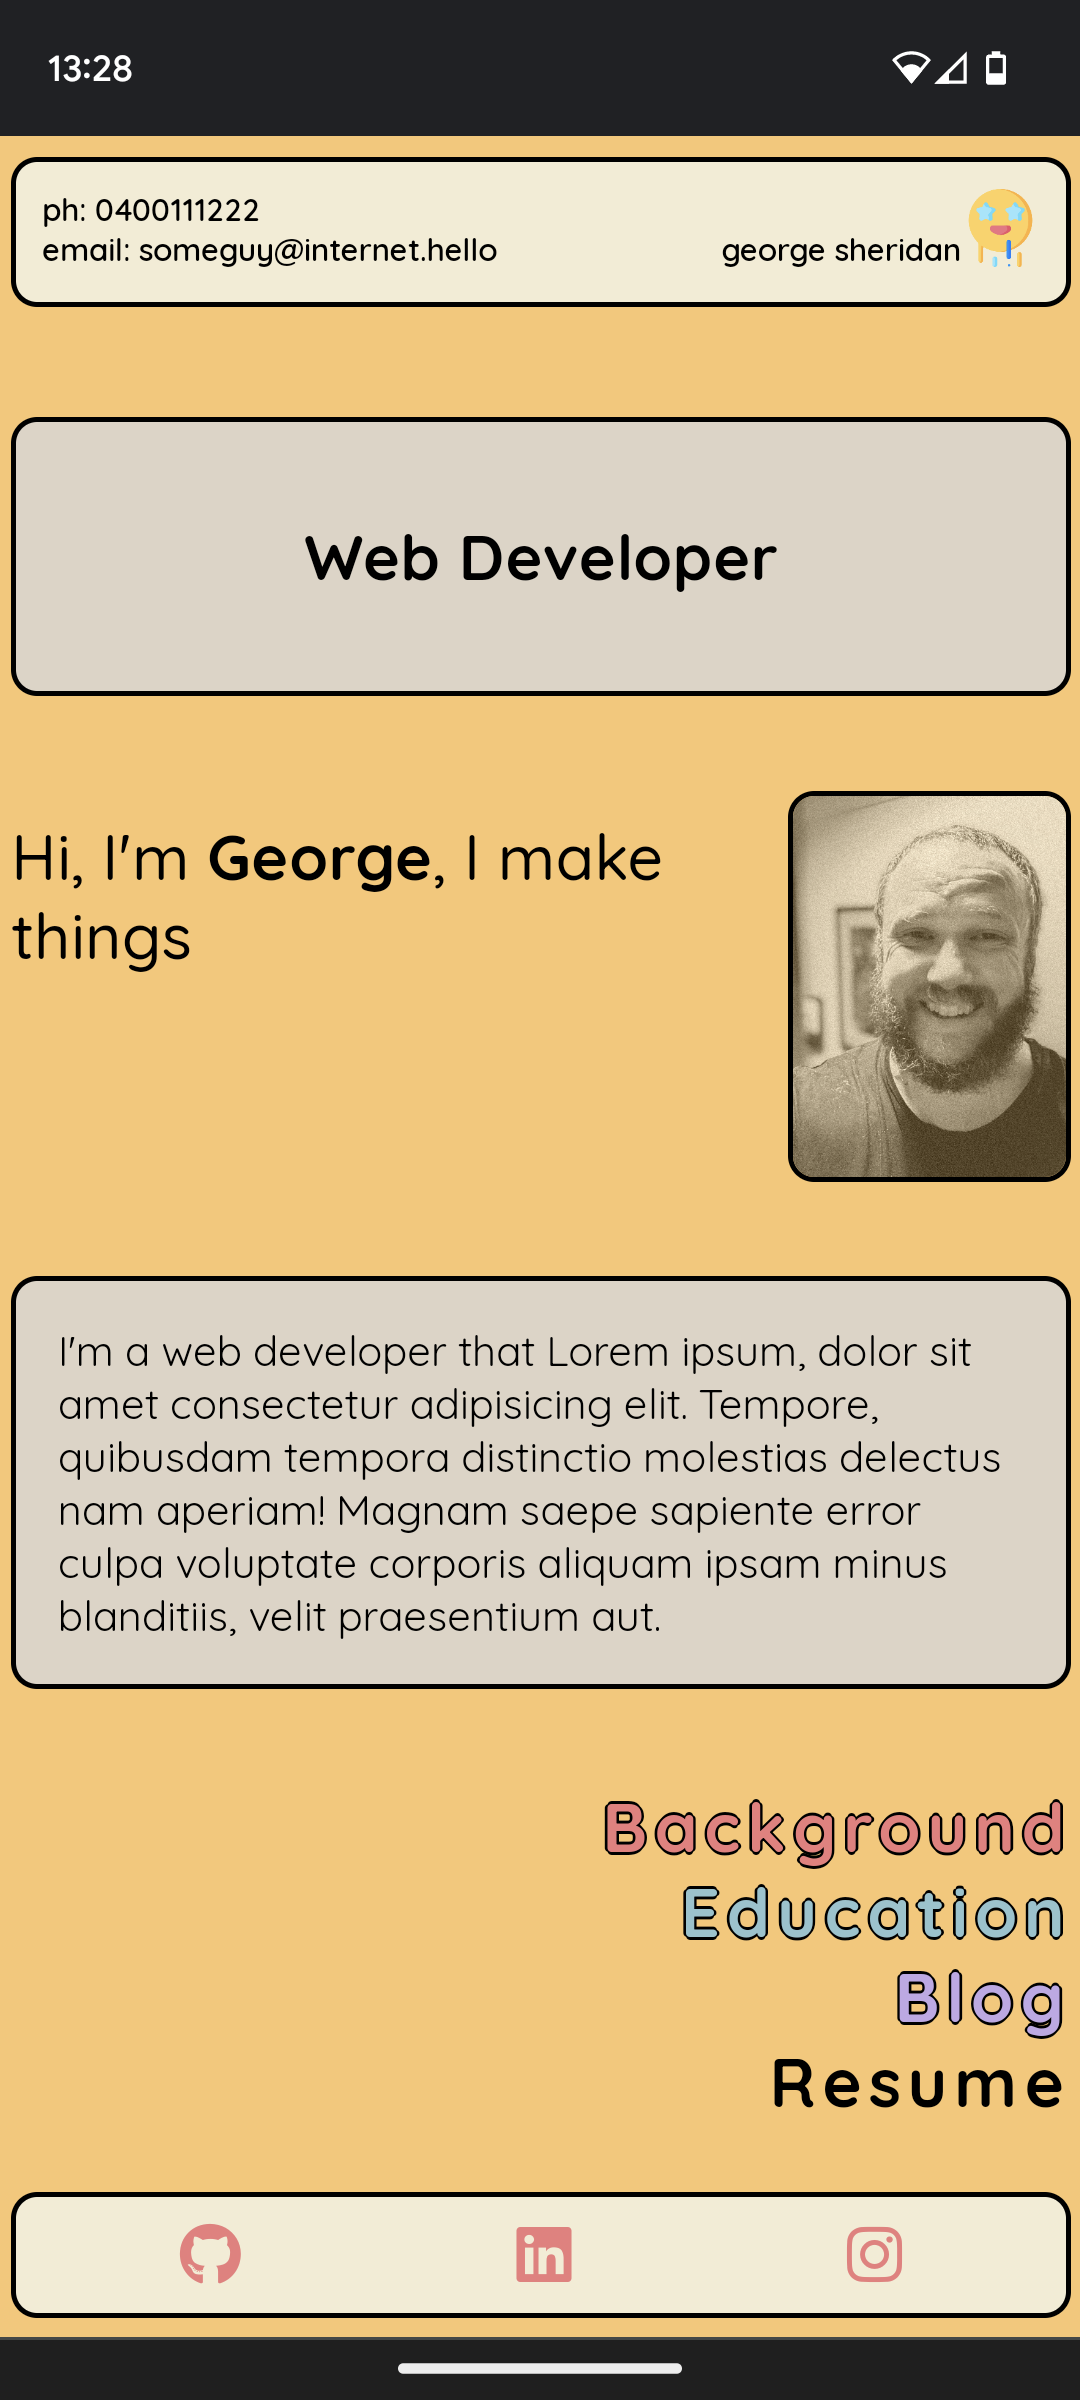 13:28
ph: 0400111222
email: someguy@internet.hello
george sheridan
Web Developer
Hi, I'm George, I make
things
I'm a web developer that Lorem ipsum, dolor sit
amet consectetur adipisicing elit. Tempore,
quibusdam tempora distinctio molestias delectus
nam aperiam! Magnam saepe sapiente error
culpa voluptate corporis aliquam ipsam minus
blanditiis, velit praesentium aut.
Background
Education
Blog
Resume
in